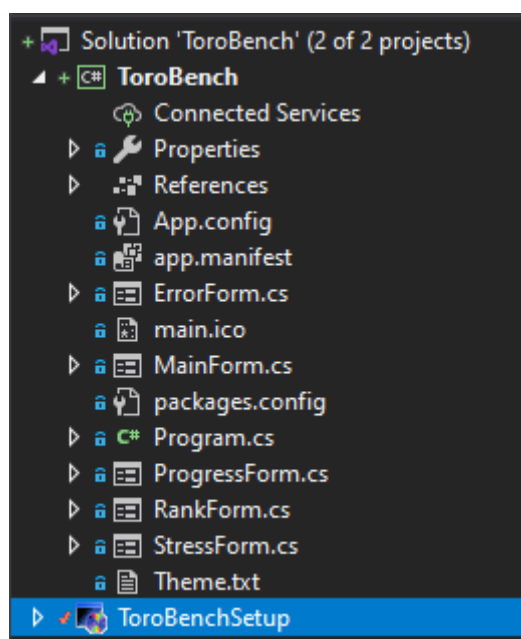 Solution 'ToroBench' (2 of 2 projects)
C# ToroBench
Connected Services
Properties
References
App.config
app.manifest
ErrorForm.cs
main.ico
MainForm.cs
packages.config
C# Program.cs
ProgressForm.cs
RankForm.cs
StressForm.cs
Theme.txt
ToroBenchSetup